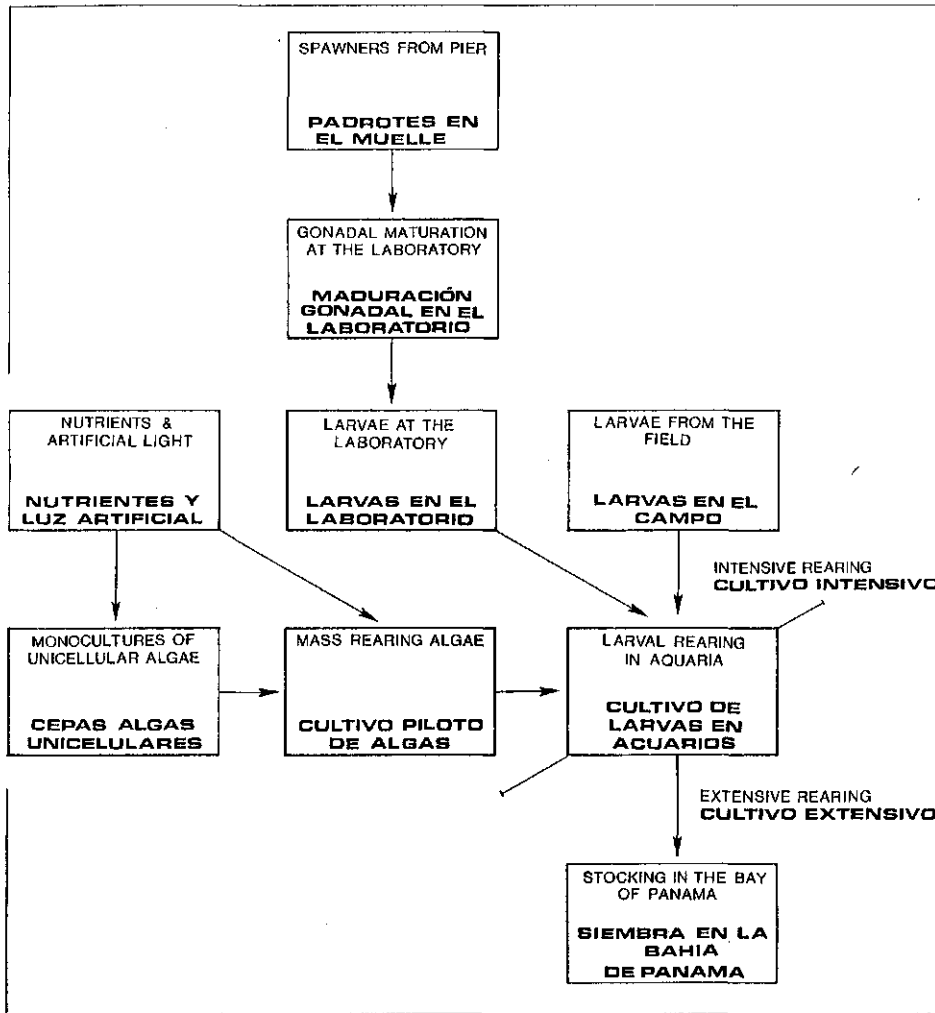 SPAWNERS FROM PIER
PADROTES EN
EL MUELLE
GONADAL MATURATION
AT THE LABORATORY
MADURACIÓN
GONADAL EN EL
LABORATORIO
NUTRIENTS &
ARTIFICIAL LIGHT
NUTRIENTES Y
LUZ ARTIFICIAL
LARVAE AT THE
LABORATORY
LARVAS EN EL
LABORATORIO
LARVAE FROM THE
FIELD
LARVAS EN EL
CAMPO
INTENSIVE REARING
CULTIVO INTENSIVO
MONOCULTURES OF
UNICELLULAR ALGAE
CEPAS ALGAS
UNICELULARES
MASS REARING ALGAE
CULTIVO PILOTO
DE ALGAS
LARVAL REARING
IN AQUARIA
CULTIVO DE
LARVAS EN
ACUARIOS
EXTENSIVE REARING
CULTIVO EXTENSIVO
STOCKING IN THE BAY
OF PANAMA
SIEMBRA EN LA
BAHÍA
DE PANAMA